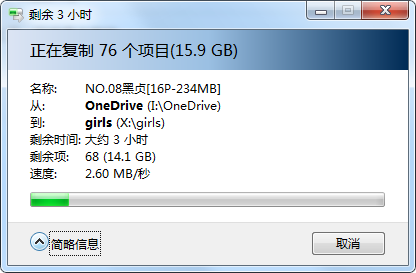 剩余 3 小时
正在复制 76 个项目(15.9 GB)
名称: NO.08黑贞[16P-234MB]
从: OneDrive (I:\OneDrive)
到: girls (X:\girls)
剩余时间: 大约 3 小时
剩余项: 68 (14.1 GB)
速度: 2.60 MB/秒
简略信息
取消